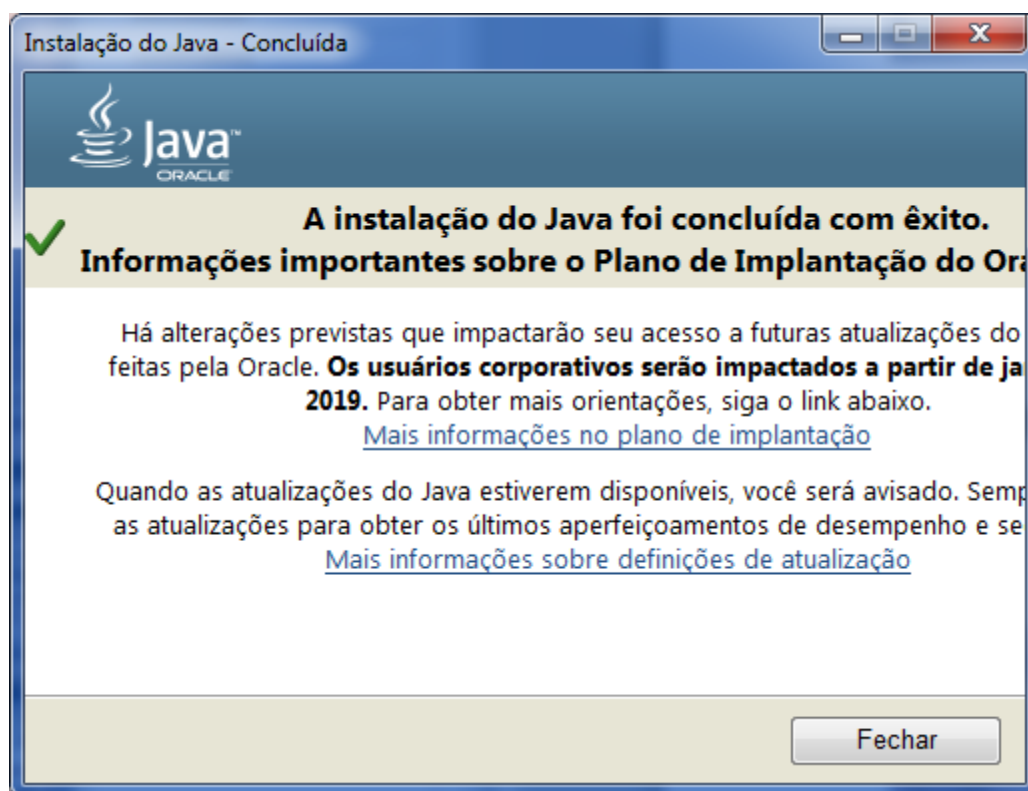 Instalação do Java - Concluída
Java™
ORACLE
A instalação do Java foi concluída com êxito.
Informações importantes sobre o Plano de Implantação do
Há alterações previstas que impactarão seu acesso a futuras atualizações do
feitas pela Oracle. Os usuários corporativos serão impactados a partir de
2019. Para obter mais orientações, siga o link abaixo.
Mais informações no plano de implantação
Quando as atualizações do Java estiverem disponíveis, você será avisado.
as atualizações para obter os últimos aperfeiçoamentos de desempenho e
Mais informações sobre definições de atualização
Fechar